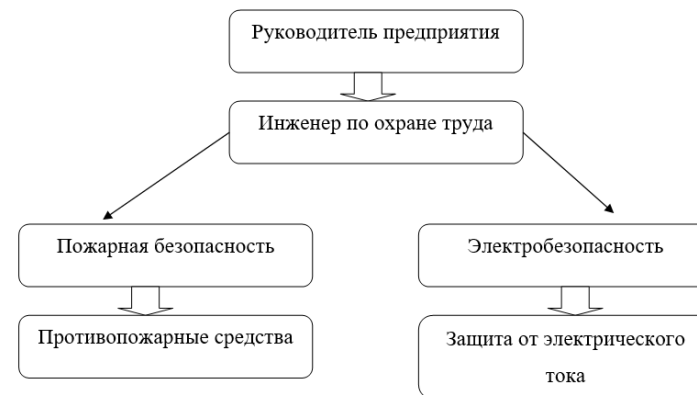 Руководитель предприятия
Инженер по охране труда
Пожарная безопасность
Электробезопасность
Противопожарные средства
Защита от электрического
тока